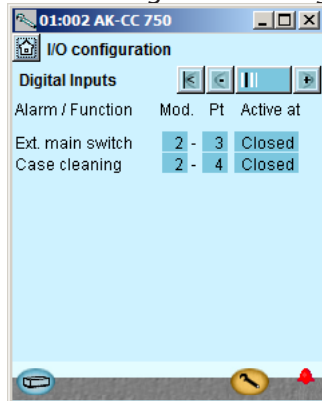 01:002 AK-CC 750
I/O configuration
Digital Inputs
Alarm / Function Mod. Pt Active at
Ext. main switch 2 - 3 Closed
Case cleaning 2 - 4 Closed